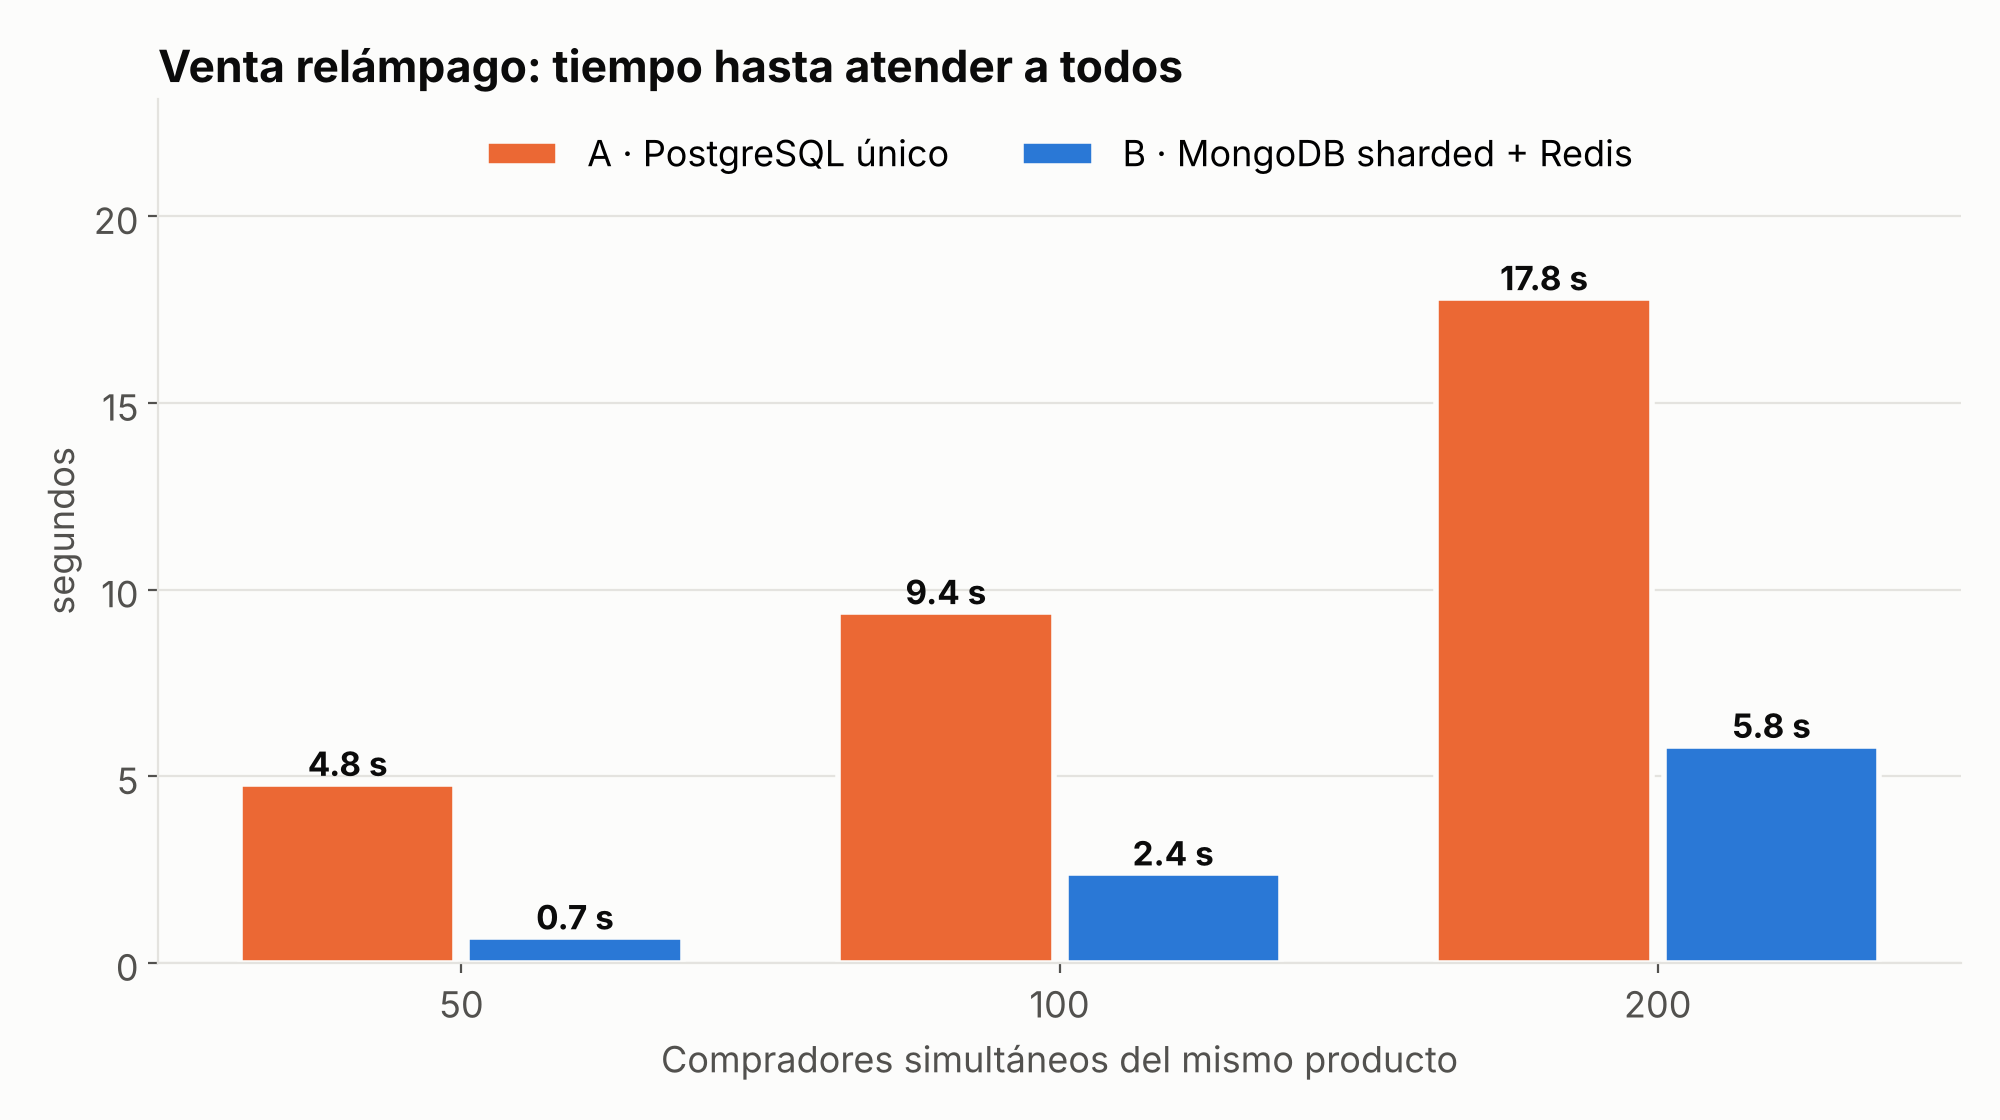 Venta relámpago: tiempo hasta atender a todos
A · PostgreSQL único
B · MongoDB sharded + Redis
20
15
10
5
0
segundos
17.8 s
9.4 s
5.8 s
4.8 s
2.4 s
0.7 s
50
100
200
Compradores simultáneos del mismo producto